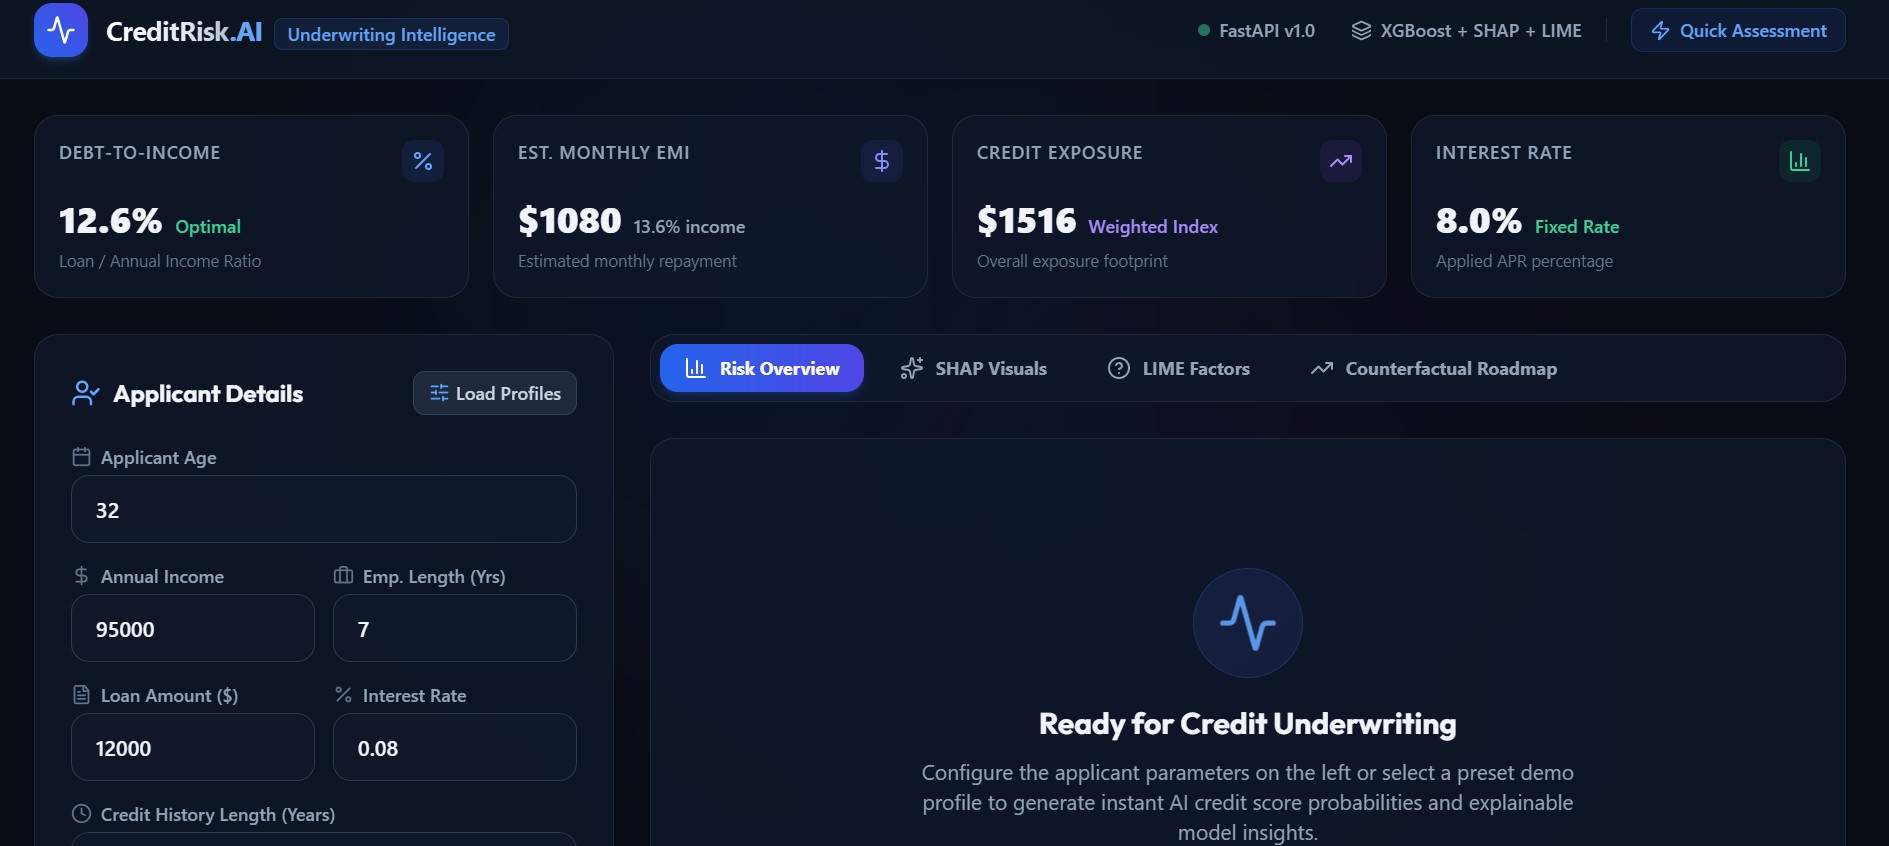 CreditRisk.AI
Underwriting Intelligence
FastAPI v1.0
XGBoost + SHAP + LIME
Quick Assessment
DEBT-TO-INCOME
12.6% Optimal
Loan / Annual Income Ratio
EST. MONTHLY EMI
$1080 13.6% income
Estimated monthly repayment
CREDIT EXPOSURE
$1516 Weighted Index
Overall exposure footprint
INTEREST RATE
8.0% Fixed Rate
Applied APR percentage
Applicant Details
Load Profiles
Applicant Age
32
Annual Income
95000
Emp. Length (Yrs)
7
Loan Amount ($)
12000
Interest Rate
0.08
Credit History Length (Years)
Risk Overview
SHAP Visuals
LIME Factors
Counterfactual Roadmap
Ready for Credit Underwriting
Configure the applicant parameters on the left or select a preset demo
profile to generate instant AI credit score probabilities and explainable
model insights.